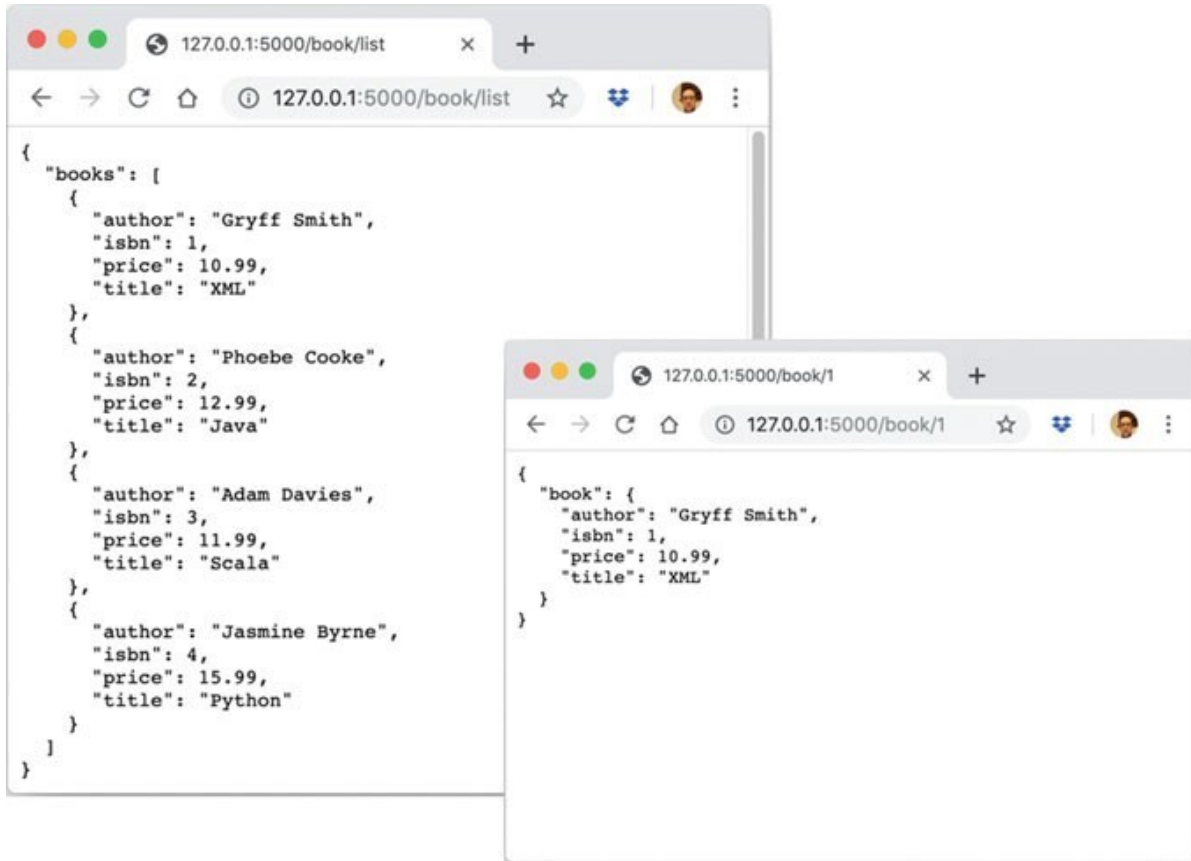 127.0.0.1:5000/book/list
127.0.0.1:5000/book/list
{
  "books": [
    {
      "author": "Gryff Smith",
      "isbn": 1,
      "price": 10.99,
      "title": "XML"
    },
    {
      "author": "Phoebe Cooke",
      "isbn": 2,
      "price": 12.99,
      "title": "Java"
    },
    {
      "author": "Adam Davies",
      "isbn": 3,
      "price": 11.99,
      "title": "Scala"
    },
    {
      "author": "Jasmine Byrne",
      "isbn": 4,
      "price": 15.99,
      "title": "Python"
    }
  ]
}
127.0.0.1:5000/book/1
127.0.0.1:5000/book/1
{
  "book": {
    "author": "Gryff Smith",
    "isbn": 1,
    "price": 10.99,
    "title": "XML"
  }
}